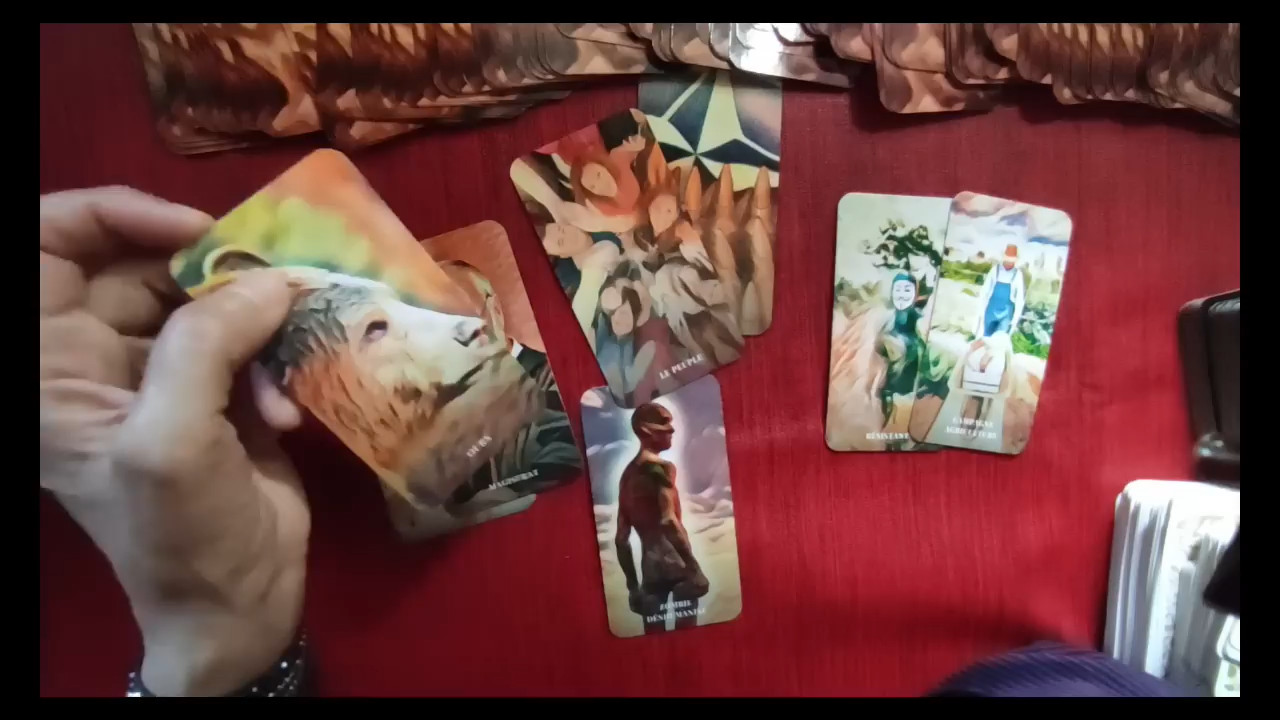 LE PEUPLE
OURS
MAGISTRAT
RÉSISTANT
CAMPAGNE
AGRICULTURE
ZOMBIE
DÉSHUMANISÉ